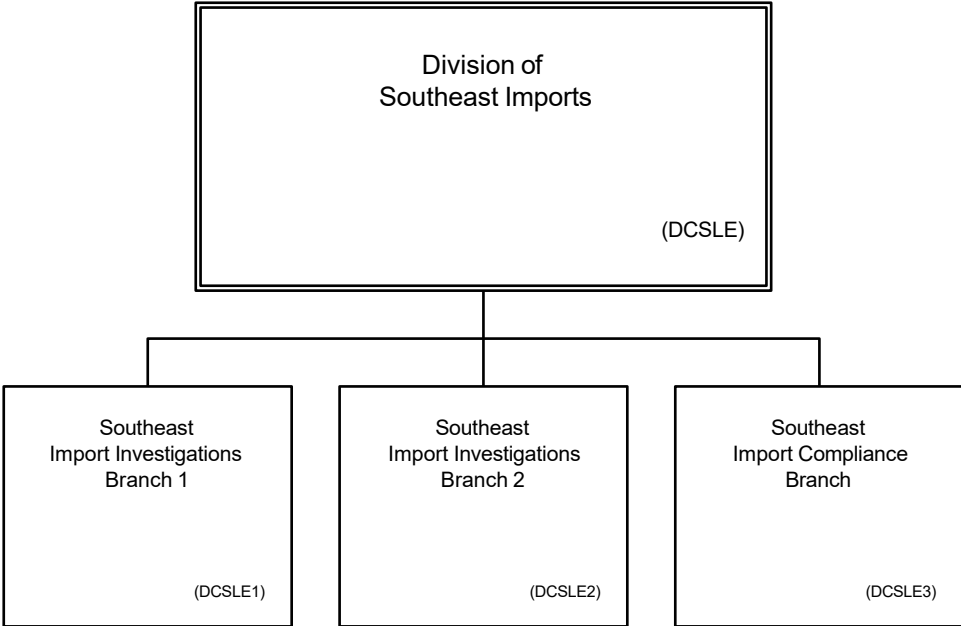 Division of
Southeast Imports
(DCSLE)
Southeast
Import Investigations
Branch 1
(DCSLE1)
Southeast
Import Investigations
Branch 2
(DCSLE2)
Southeast
Import Compliance
Branch
(DCSLE3)